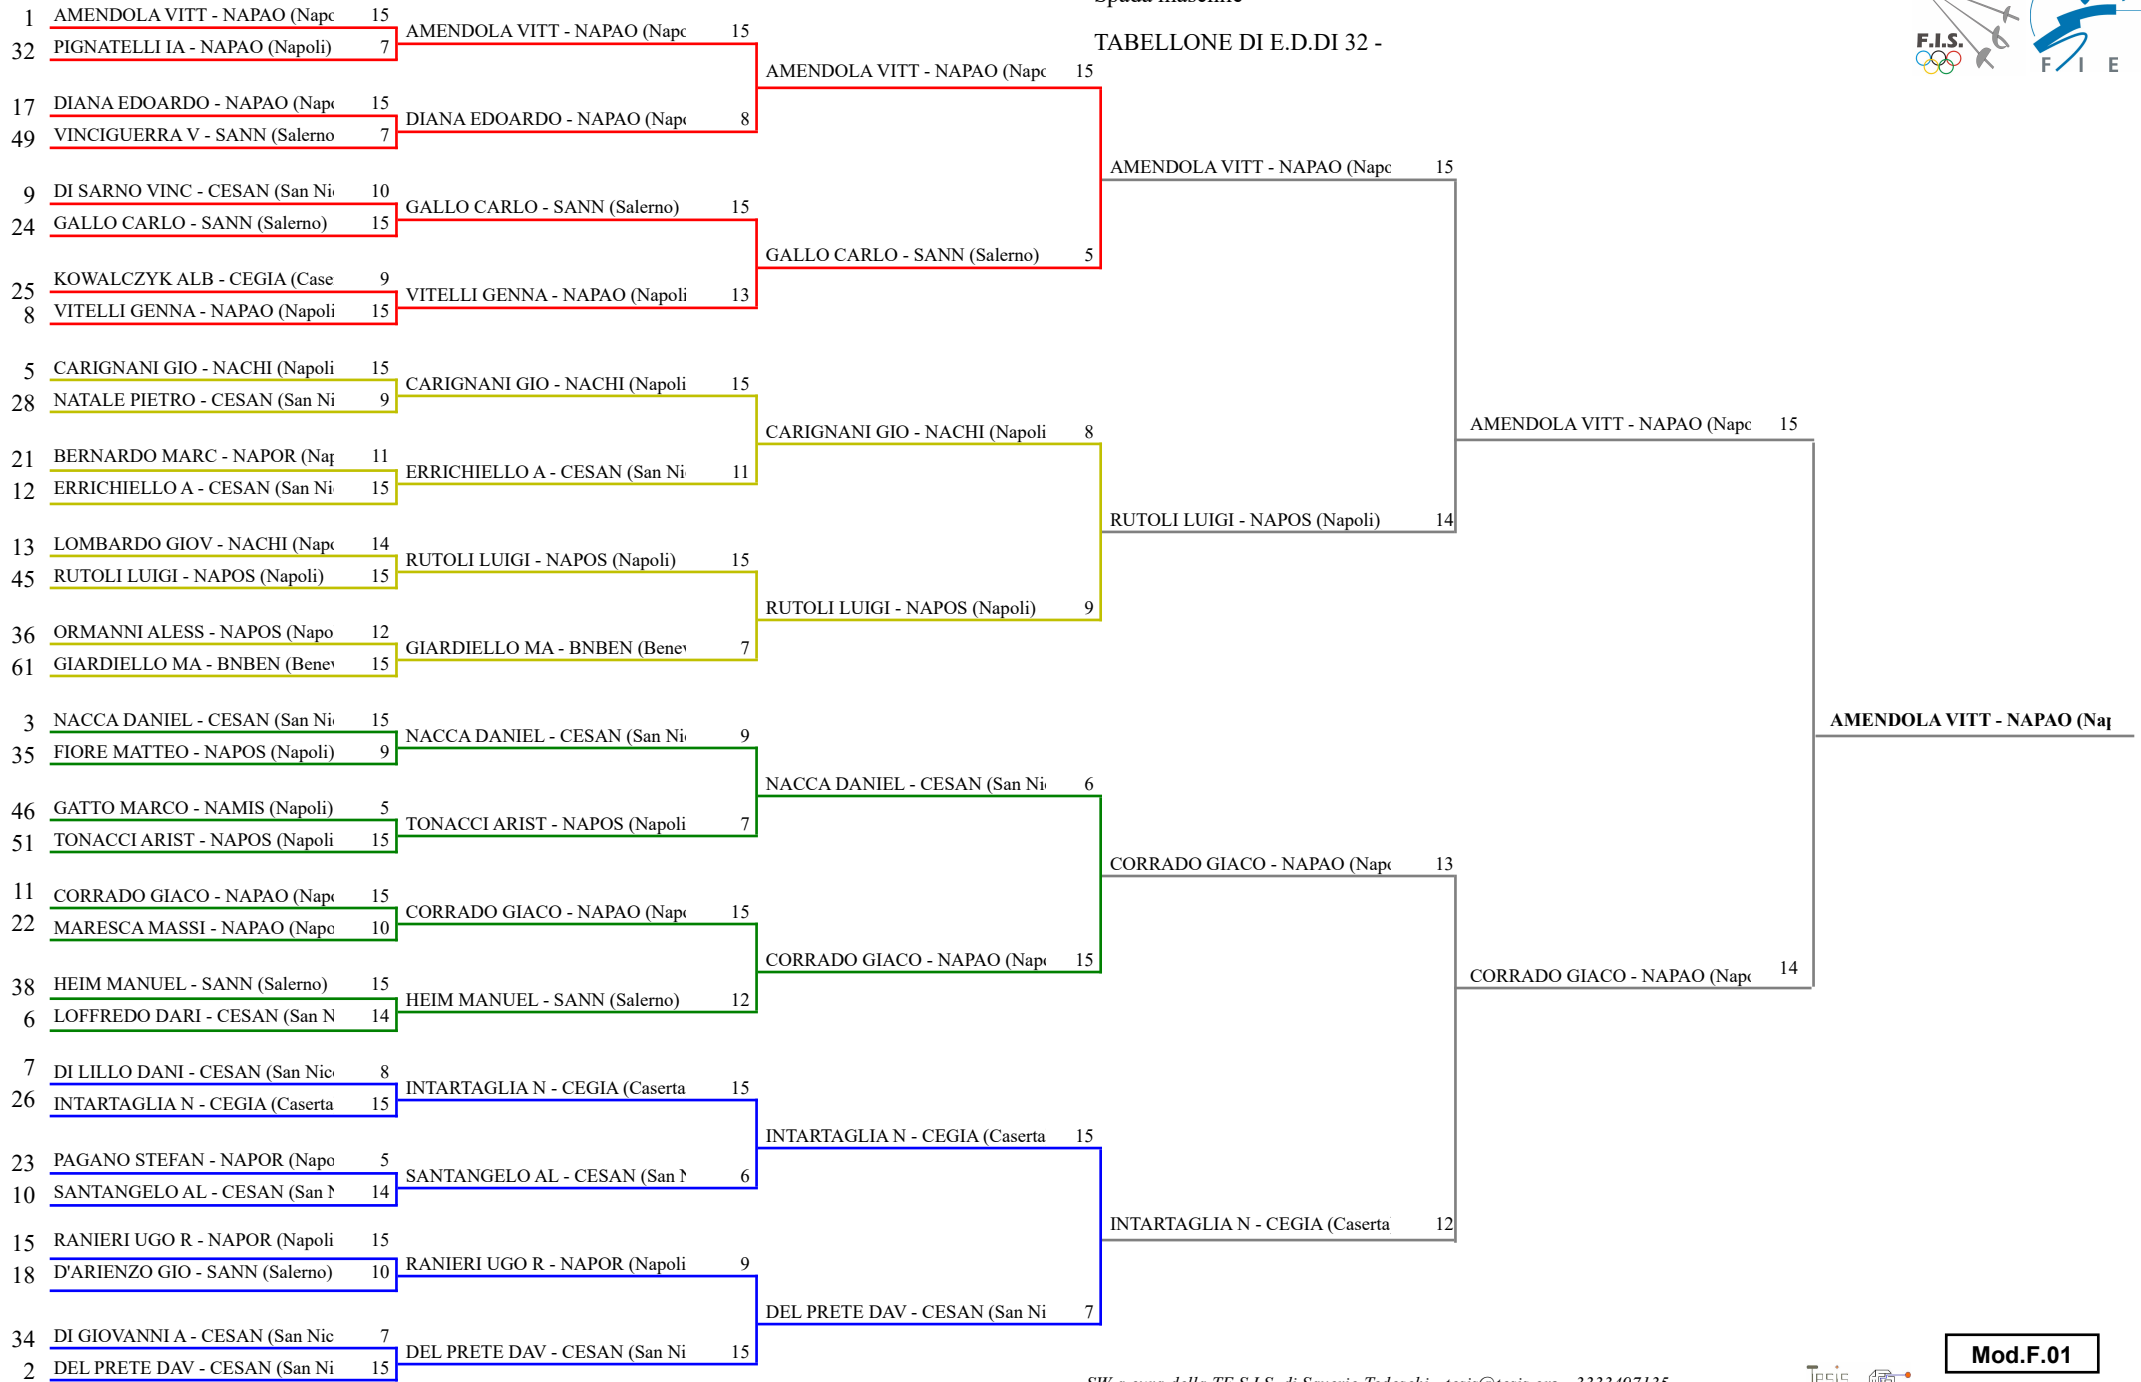 TABELLONE DI E.D.DI 32 -
F.I.S.
F I E
1 AMENDOLA VITT - NAPAO (Napo 15
32 PIGNATELLI IA - NAPAO (Napoli) 7
17 DIANA EDOARDO - NAPAO (Napo 15
49 VINCIGUERRA V - SANN (Salerno 7
9 DI SARNO VINC - CESAN (San Ni 10
24 GALLO CARLO - SANN (Salerno) 15
25 KOWALCZYK ALB - CEGIA (Case 9
8 VITELLI GENNA - NAPAO (Napoli 15
5 CARIGNANI GIO - NACHI (Napoli 15
28 NATALE PIETRO - CESAN (San Ni 9
21 BERNARDO MARC - NAPOR (Nap 11
12 ERRICHIELLO A - CESAN (San Ni 15
13 LOMBARDO GIOV - NACHI (Napo 14
45 RUTOLI LUIGI - NAPOS (Napoli) 15
36 ORMANNI ALESS - NAPOS (Napo 12
61 GIARDIELLO MA - BNBEN (Benev 15
3 NACCA DANIEL - CESAN (San Ni 15
35 FIORE MATTEO - NAPOS (Napoli) 9
46 GATTO MARCO - NAMIS (Napoli) 5
51 TONACCI ARIST - NAPOS (Napoli 15
11 CORRADO GIACO - NAPAO (Napo 15
22 MARESCA MASSI - NAPAO (Napo 10
38 HEIM MANUEL - SANN (Salerno) 15
6 LOFFREDO DARI - CESAN (San N 14
7 DI LILLO DANI - CESAN (San Nic 8
26 INTARTAGLIA N - CEGIA (Caserta 15
23 PAGANO STEFAN - NAPOR (Napo 5
10 SANTANGELO AL - CESAN (San N 14
15 RANIERI UGO R - NAPOR (Napoli 15
18 D'ARIENZO GIO - SANN (Salerno) 10
34 DI GIOVANNI A - CESAN (San Nic 7
2 DEL PRETE DAV - CESAN (San Ni 15
AMENDOLA VITT - NAPAO (Napo 15
DIANA EDOARDO - NAPAO (Napo 8
GALLO CARLO - SANN (Salerno) 15
VITELLI GENNA - NAPAO (Napoli 13
CARIGNANI GIO - NACHI (Napoli 15
ERRICHIELLO A - CESAN (San Ni 11
RUTOLI LUIGI - NAPOS (Napoli) 15
GIARDIELLO MA - BNBEN (Benev 7
NACCA DANIEL - CESAN (San Ni 9
TONACCI ARIST - NAPOS (Napoli 7
CORRADO GIACO - NAPAO (Napo 15
HEIM MANUEL - SANN (Salerno) 12
INTARTAGLIA N - CEGIA (Caserta 15
SANTANGELO AL - CESAN (San N 6
RANIERI UGO R - NAPOR (Napoli 9
DEL PRETE DAV - CESAN (San Ni 15
AMENDOLA VITT - NAPAO (Napo 15
GALLO CARLO - SANN (Salerno) 5
CARIGNANI GIO - NACHI (Napoli 8
RUTOLI LUIGI - NAPOS (Napoli) 9
NACCA DANIEL - CESAN (San Ni 6
CORRADO GIACO - NAPAO (Napo 15
INTARTAGLIA N - CEGIA (Caserta 15
DEL PRETE DAV - CESAN (San Ni 7
AMENDOLA VITT - NAPAO (Napo 15
RUTOLI LUIGI - NAPOS (Napoli) 14
CORRADO GIACO - NAPAO (Napo 13
INTARTAGLIA N - CEGIA (Caserta 12
AMENDOLA VITT - NAPAO (Napo 15
CORRADO GIACO - NAPAO (Napo 14
AMENDOLA VITT - NAPAO (Nap
Mod.F.01